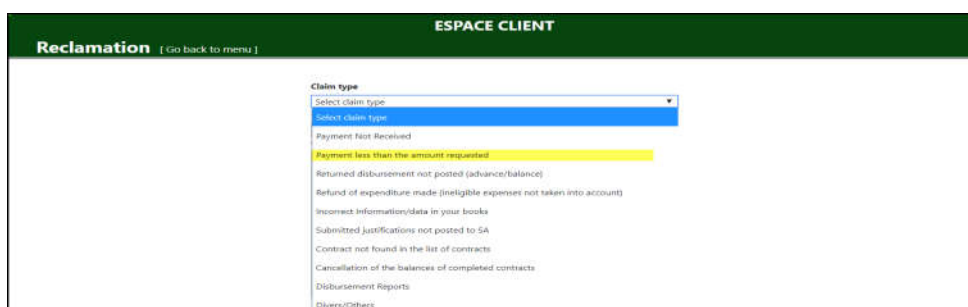 ESPACE CLIENT
Reclamation [ Go back to menu ]
Claim type
Select claim type
Select claim type
Payment Not Received
Payment less than the amount requested
Returned disbursement not posted (advance/balance)
Refund of expenditure made (ineligible expenses not taken into account)
Incorrect Information/data in your books
Submitted justifications not posted to SA
Contract not found in the list of contracts
Cancellation of the balances of completed contracts
Disbursement Reports
Divers/Others